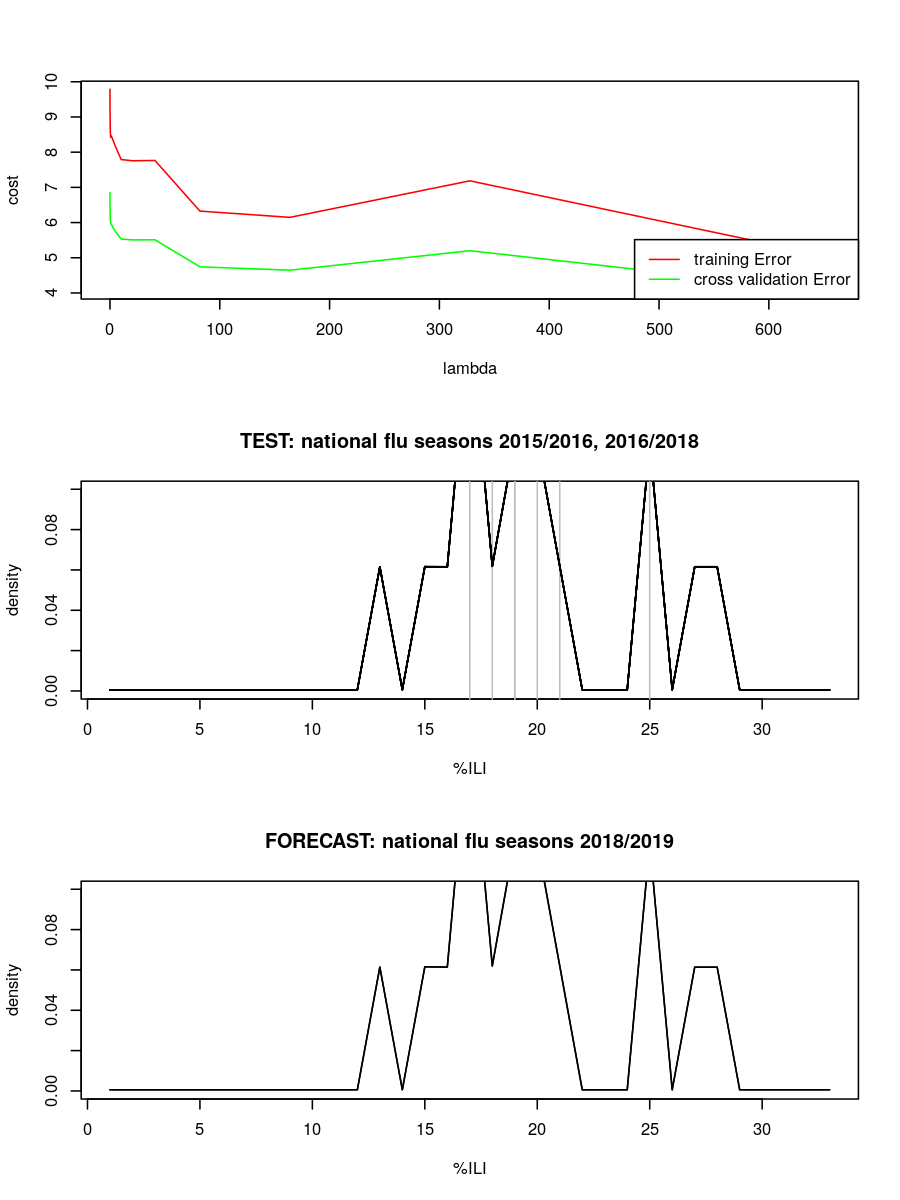 10
9
8
7
6
5
4
cost
training Error
cross validation Error
0 100 200 300 400 500 600
lambda
TEST: national flu seasons 2015/2016, 2016/2018
0.08
0.04
0.00
density
0 5 10 15 20 25 30
%ILI
FORECAST: national flu seasons 2018/2019
0.08
0.04
0.00
density
0 5 10 15 20 25 30
%ILI